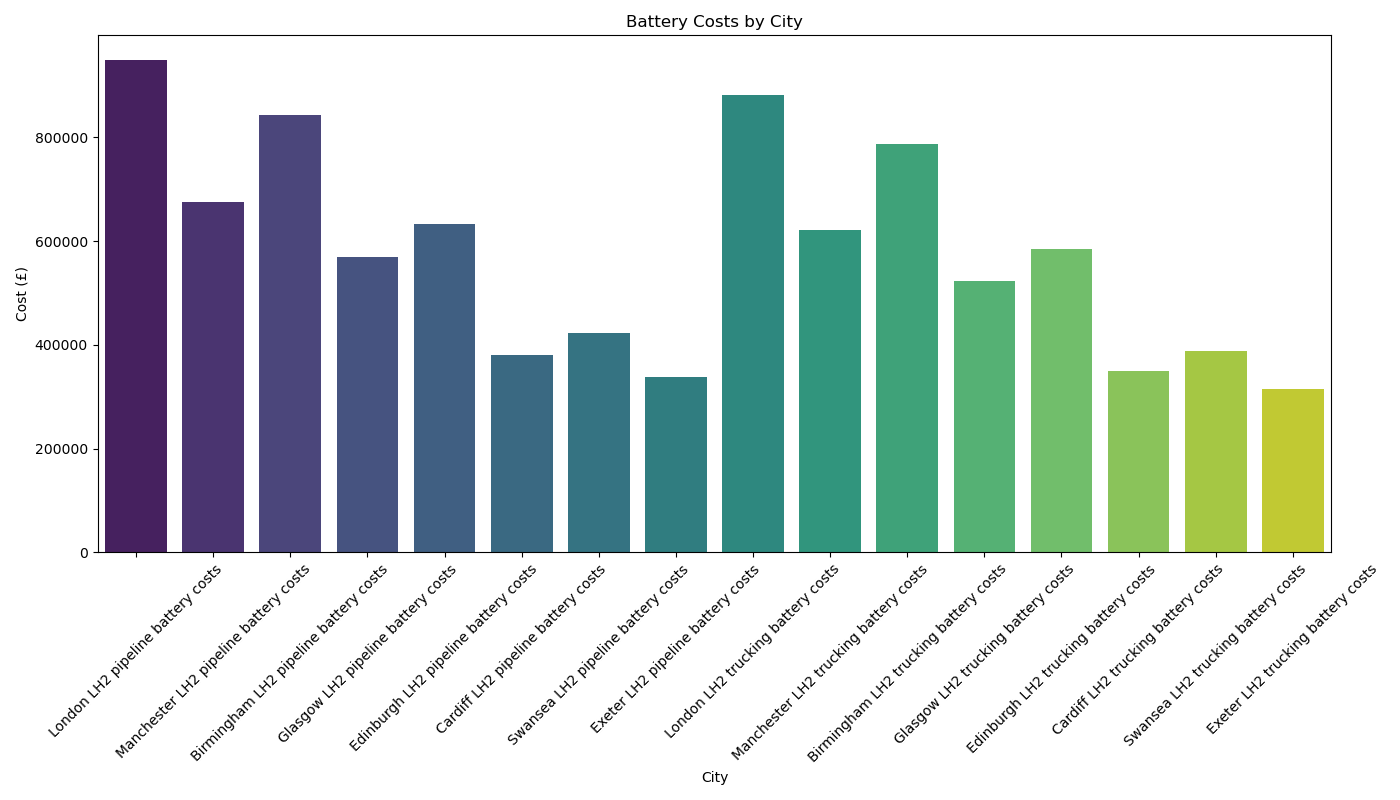 Battery Costs by City
Cost (£)
800000
600000
400000
200000
0
London LH2 pipeline battery costs
Manchester LH2 pipeline battery costs
Birmingham LH2 pipeline battery costs
Glasgow LH2 pipeline battery costs
Edinburgh LH2 pipeline battery costs
Cardiff LH2 pipeline battery costs
Swansea LH2 pipeline battery costs
Exeter LH2 pipeline battery costs
London LH2 trucking battery costs
Manchester LH2 trucking battery costs
Birmingham LH2 trucking battery costs
Glasgow LH2 trucking battery costs
Edinburgh LH2 trucking battery costs
Cardiff LH2 trucking battery costs
Swansea LH2 trucking battery costs
Exeter LH2 trucking battery costs
City